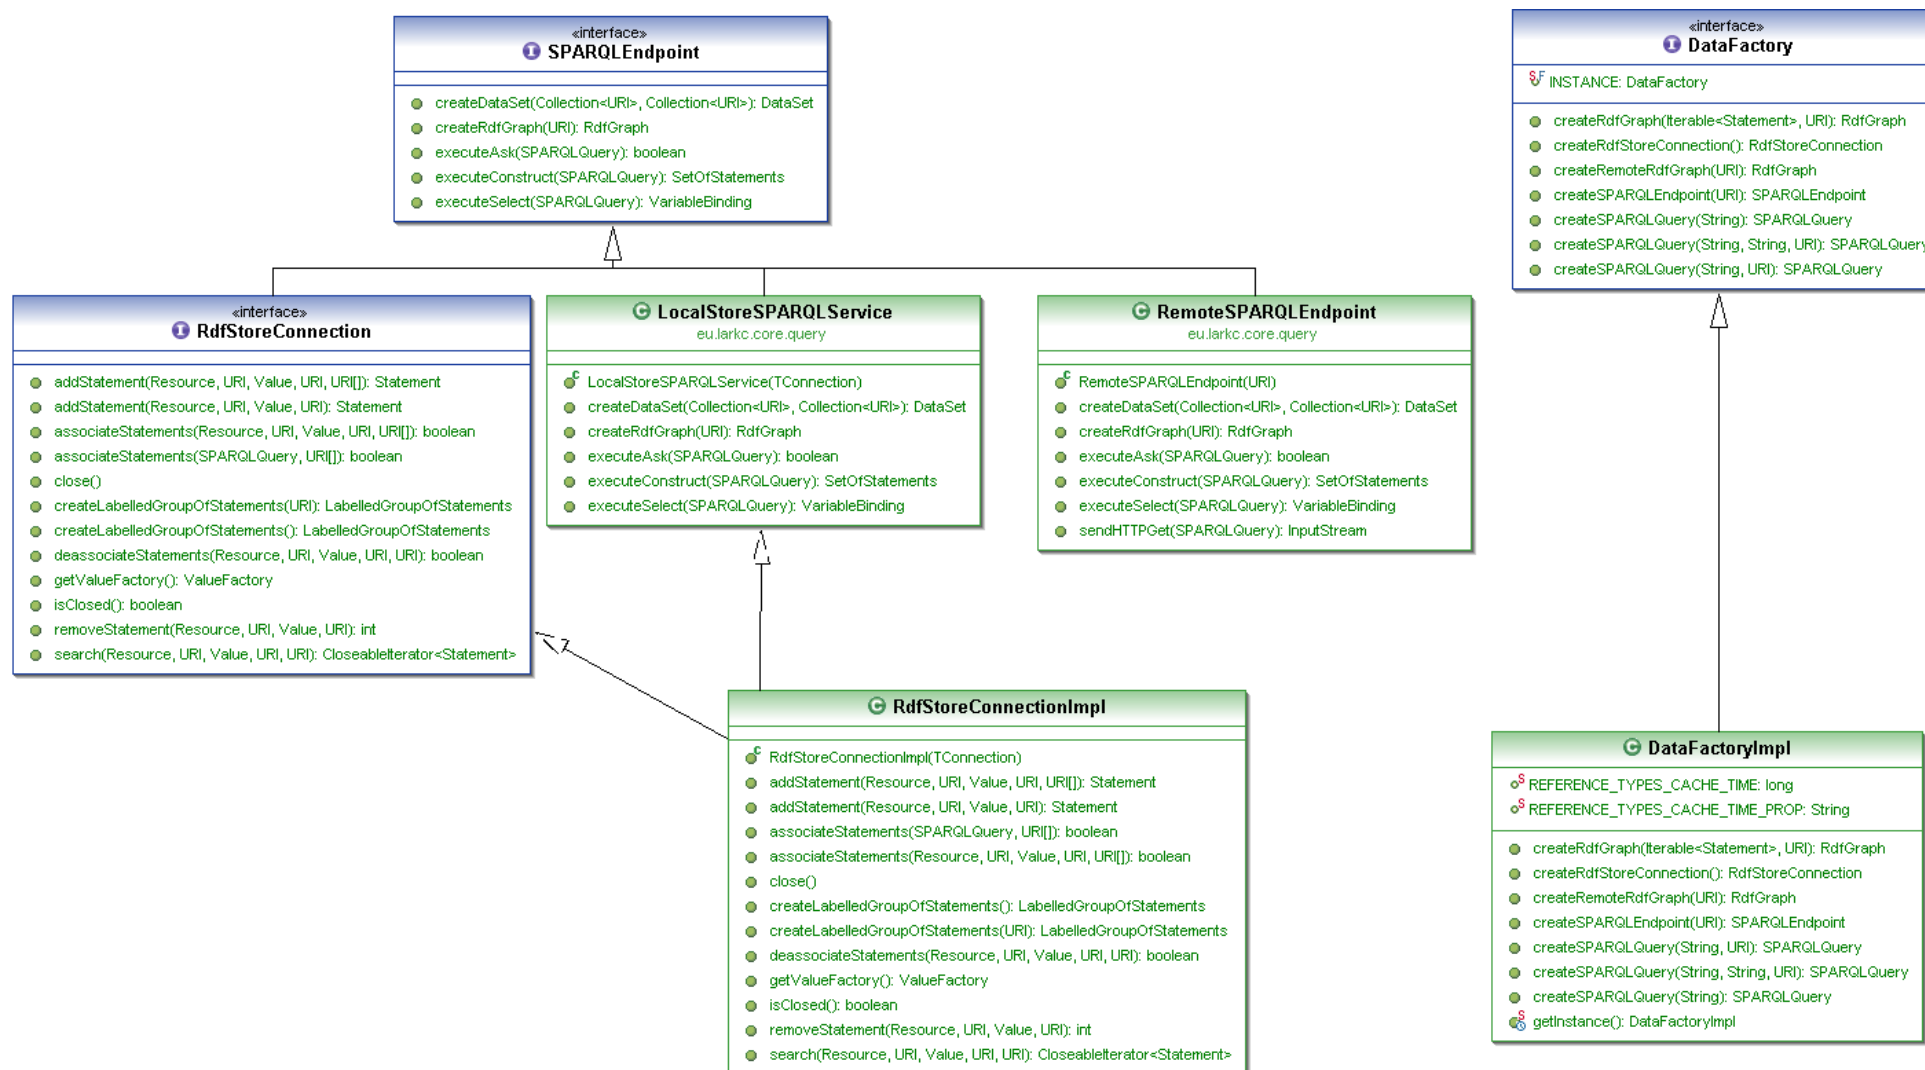 «interface»
SPARQLEndpoint
createDataSet(Collection<URI>, Collection<URI>): DataSet
createRdfGraph(URI): RdfGraph
executeAsk(SPARQLQuery): boolean
executeConstruct(SPARQLQuery): SetOfStatements
executeSelect(SPARQLQuery): VariableBinding
«interface»
DataFactory
INSTANCE: DataFactory
createRdfGraph(Iterable<Statement>, URI): RdfGraph
createRdfStoreConnection(): RdfStoreConnection
createRemoteRdfGraph(URI): RdfGraph
createSPARQLEndpoint(URI): SPARQLEndpoint
createSPARQLQuery(String): SPARQLQuery
createSPARQLQuery(String, String, URI): SPARQLQuery
createSPARQLQuery(String, URI): SPARQLQuery
«interface»
RdfStoreConnection
addStatement(Resource, URI, Value, URI, URI[]): Statement
addStatement(Resource, URI, Value, URI): Statement
associateStatements(Resource, URI, Value, URI, URI[]): boolean
associateStatements(SPARQLQuery, URI[]): boolean
close()
createLabelledGroupOfStatements(URI): LabelledGroupOfStatements
createLabelledGroupOfStatements(): LabelledGroupOfStatements
deassociateStatements(Resource, URI, Value, URI, URI): boolean
getValueFactory(): ValueFactory
isClosed(): boolean
removeStatement(Resource, URI, Value, URI): int
search(Resource, URI, Value, URI, URI): CloseableIterator<Statement>
LocalStoreSPARQLService
eu.larkc.core.query
LocalStoreSPARQLService(TConnection)
createDataSet(Collection<URI>, Collection<URI>): DataSet
createRdfGraph(URI): RdfGraph
executeAsk(SPARQLQuery): boolean
executeConstruct(SPARQLQuery): SetOfStatements
executeSelect(SPARQLQuery): VariableBinding
RemoteSPARQLEndpoint
eu.larkc.core.query
RemoteSPARQLEndpoint(URI)
createDataSet(Collection<URI>, Collection<URI>): DataSet
createRdfGraph(URI): RdfGraph
executeAsk(SPARQLQuery): boolean
executeConstruct(SPARQLQuery): SetOfStatements
executeSelect(SPARQLQuery): VariableBinding
sendHTTPGet(SPARQLQuery): InputStream
RdfStoreConnectionImpl
RdfStoreConnectionImpl(TConnection)
addStatement(Resource, URI, Value, URI, URI[]): Statement
addStatement(Resource, URI, Value, URI): Statement
associateStatements(SPARQLQuery, URI[]): boolean
associateStatements(Resource, URI, Value, URI, URI[]): boolean
close()
createLabelledGroupOfStatements(): LabelledGroupOfStatements
createLabelledGroupOfStatements(URI): LabelledGroupOfStatements
deassociateStatements(Resource, URI, Value, URI, URI): boolean
getValueFactory(): ValueFactory
isClosed(): boolean
removeStatement(Resource, URI, Value, URI): int
search(Resource, URI, Value, URI, URI): CloseableIterator<Statement>
DataFactoryImpl
REFERENCE_TYPES_CACHE_TIME: long
REFERENCE_TYPES_CACHE_TIME_PROP: String
createRdfGraph(Iterable<Statement>, URI): RdfGraph
createRdfStoreConnection(): RdfStoreConnection
createRemoteRdfGraph(URI): RdfGraph
createSPARQLEndpoint(URI): SPARQLEndpoint
createSPARQLQuery(String, URI): SPARQLQuery
createSPARQLQuery(String, String, URI): SPARQLQuery
createSPARQLQuery(String): SPARQLQuery
getInstance(): DataFactoryImpl